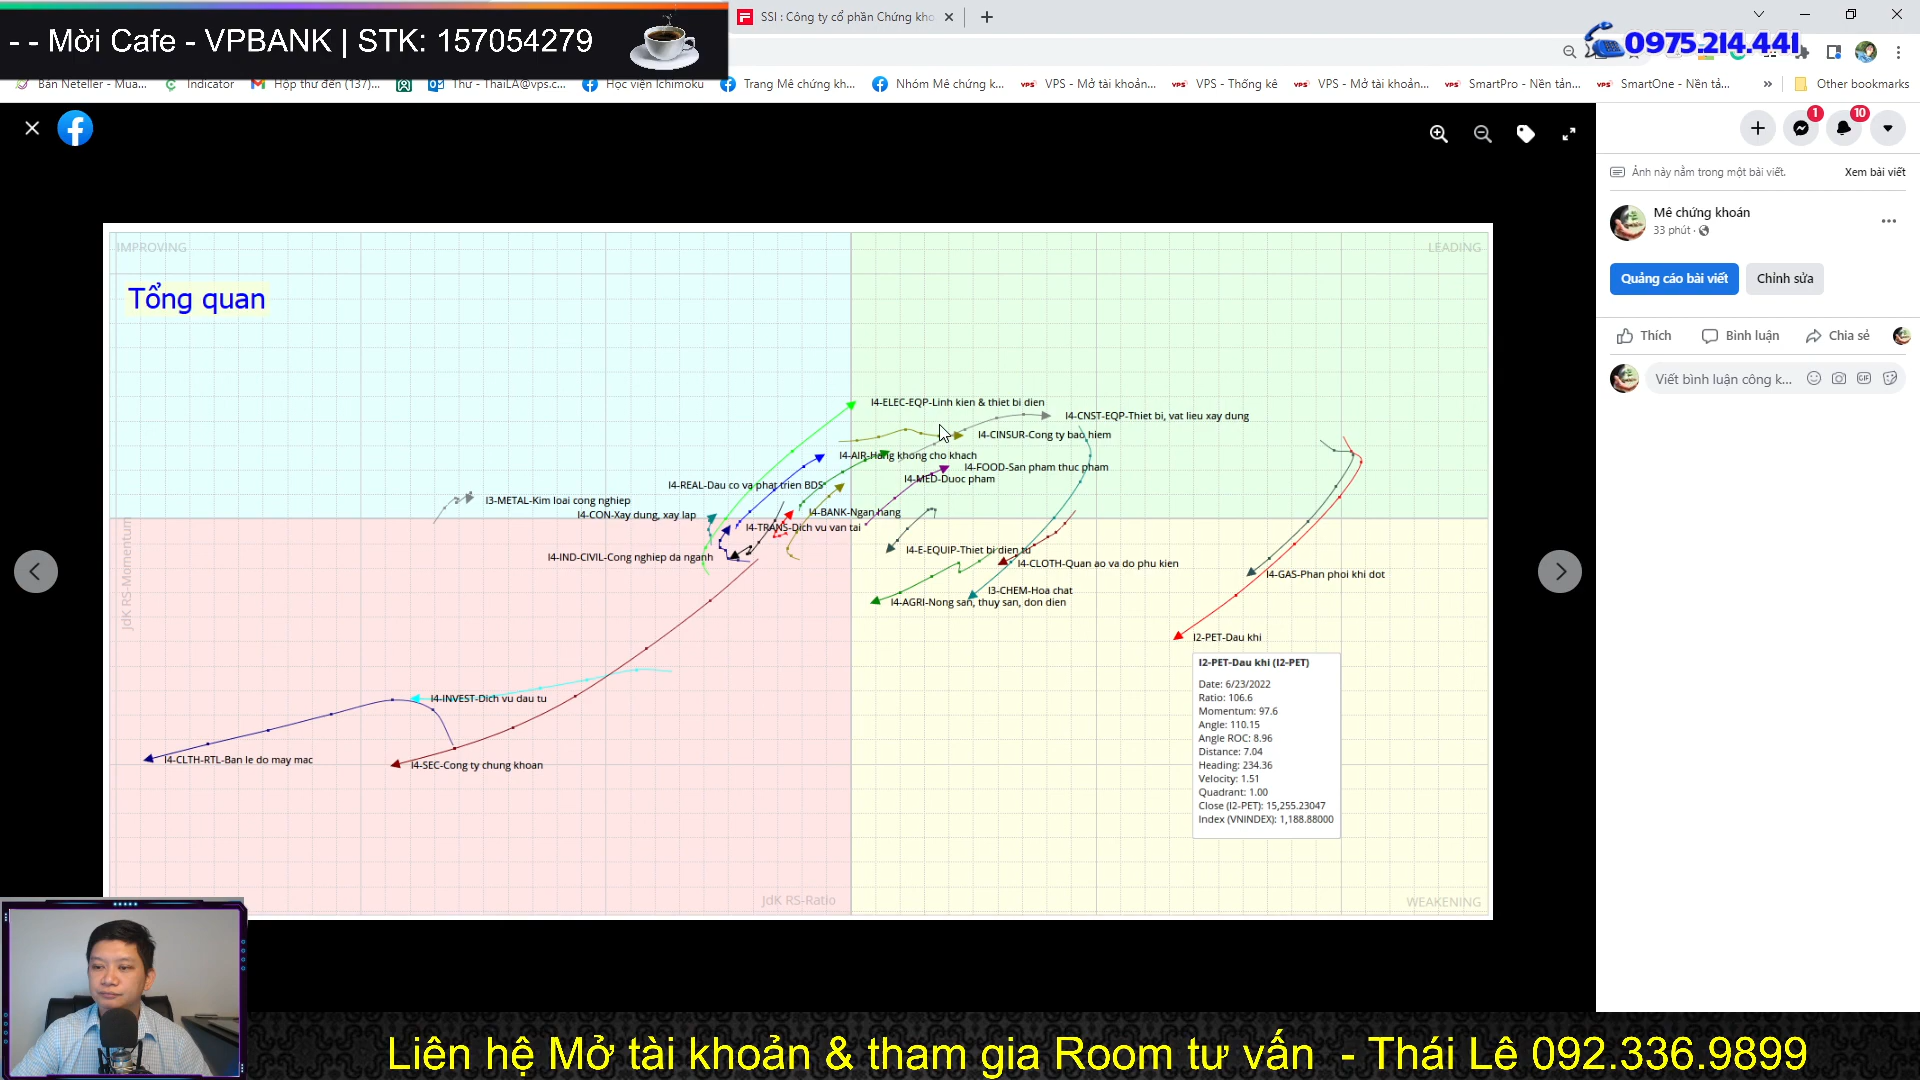 - - Mời Cafe - VPBANK | STK: 157054279
SSI : Công ty cổ phần Chứng kho
0975.214.441
Bán Neteller - Mua...
Indicator
Hộp thư đến (137)...
Thư - ThaiLA@vps.c...
Học viện Ichimoku
Trang Mê chứng kh...
Nhóm Mê chứng k...
VPS - Mở tài khoản...
VPS - Thống kê
VPS - Mở tài khoản...
SmartPro - Nền tản...
SmartOne - Nền tả...
Other bookmarks
1
10
Ảnh này nằm trong một bài viết.
Xem bài viết
Mê chứng khoán
33 phút ·
Quảng cáo bài viết
Chỉnh sửa
Thích
Bình luận
Chia sẻ
Viết bình luận công k...
IMPROVING
LEADING
Tổng quan
I4-ELEC-EQP-Linh kien & thiet bi dien
I4-CNST-EQP-Thiet bi, vat lieu xay dung
I4-CINSUR-Cong ty bao hiem
I4-AIR-Hang khong cho khach
I4-FOOD-San pham thuc pham
I4-MED-Duoc pham
I4-REAL-Dau co va phat trien BDS
I3-METAL-Kim loai cong nghiep
I4-CON-Xay dung, xay lap
I4-BANK-Ngan hang
I4-TRANS-Dich vu van tai
I4-E-EQUIP-Thiet bi dien tu
I4-IND-CIVIL-Cong nghiep da nganh
I4-CLOTH-Quan ao va do phu kien
I4-GAS-Phan phoi khi dot
I3-CHEM-Hoa chat
I4-AGRI-Nong san, thuy san, don dien
JdK RS-Momentum
I2-PET-Dau khi
I2-PET-Dau khi (I2-PET)
Date: 6/23/2022
Ratio: 106.6
Momentum: 97.6
Angle: 110.15
Angle ROC: 8.96
Distance: 7.04
Heading: 234.36
Velocity: 1.51
Quadrant: 1.00
Close (I2-PET): 15,255.23047
Index (VNINDEX): 1,188.88000
I4-INVEST-Dich vu dau tu
I4-CLTH-RTL-Ban le do may mac
I4-SEC-Cong ty chung khoan
JdK RS-Ratio
WEAKENING
Liên hệ Mở tài khoản & tham gia Room tư vấn - Thái Lê 092.336.9899